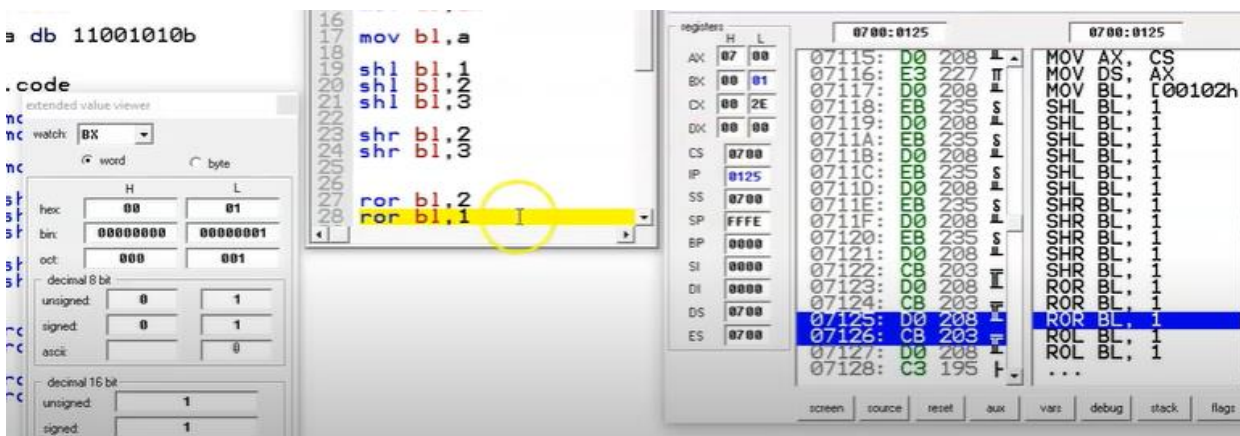 a db 11001010b
.code
extended value viewer
watch: BX
word
byte
H L
hex: 00 01
bin: 00000000 00000001
oct: 000 001
decimal 8 bit
unsigned: 0 1
signed: 0 1
ascii:
decimal 16 bit
unsigned: 1
signed: 1
16
17 mov bl,a
18
19 shl bl,1
20 shl bl,2
21 shl bl,3
22
23 shr bl,2
24 shr bl,3
25
26
27 ror bl,2
28 ror bl,1
registers
H L
AX 07 00
BX 00 01
CX 00 2E
DX 00 00
CS 0700
IP 0125
SS 0700
SP FFFE
BP 0000
SI 0000
DI 0000
DS 0700
ES 0700
0700:0125
07115: D0 208 ╨
07116: E3 227 π
07117: D0 208 ╨
07118: EB 235 s
07119: D0 208 ╨
0711A: EB 235 s
0711B: D0 208 ╨
0711C: EB 235 s
0711D: D0 208 ╨
0711E: EB 235 s
0711F: D0 208 ╨
07120: EB 235 s
07121: D0 208 ╨
07122: CB 203 ╦
07123: D0 208 ╨
07124: CB 203 ╦
07125: D0 208 ╨
07126: CB 203 ╦
07127: D0 208 ╨
07128: C3 195 ├
0700:0125
MOV AX, CS
MOV DS, AX
MOV BL, [00102h
SHL BL, 1
SHL BL, 1
SHL BL, 1
SHL BL, 1
SHL BL, 1
SHL BL, 1
SHR BL, 1
SHR BL, 1
SHR BL, 1
SHR BL, 1
SHR BL, 1
ROR BL, 1
ROR BL, 1
ROR BL, 1
ROL BL, 1
ROL BL, 1
...
screen source reset aux vars debug stack flags